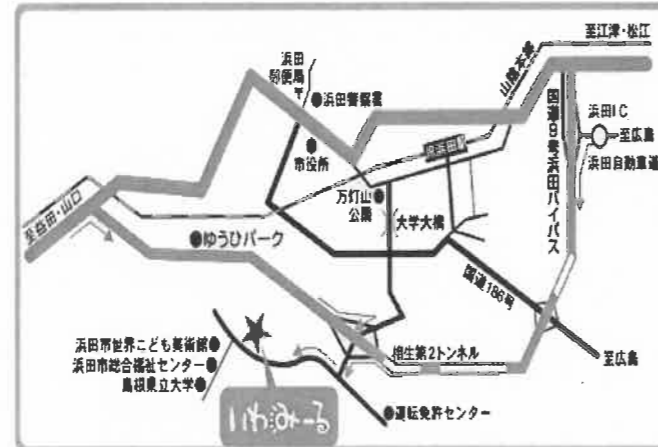 至江津・松江
浜田
郵便局
〒
山陰本線
●浜田警察署
国道9号浜田バイパス
浜田IC
至広島
浜田自動車道
JR浜田駅
市役所
万灯山
公園
大学大橋
至益田・山口
●ゆうひパーク
国道186号
浜田市世界こども美術館●
浜田市総合福祉センター●
島根県立大学●
相生第2トンネル
至広島
いわみーる
●運転免許センター